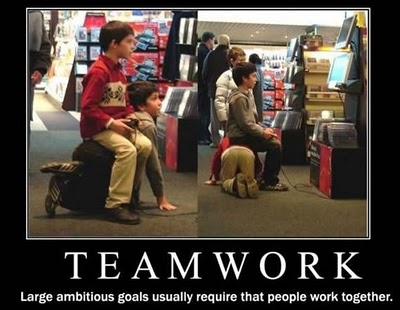 TEAMWORK
Large ambitious goals usually require that people work together.